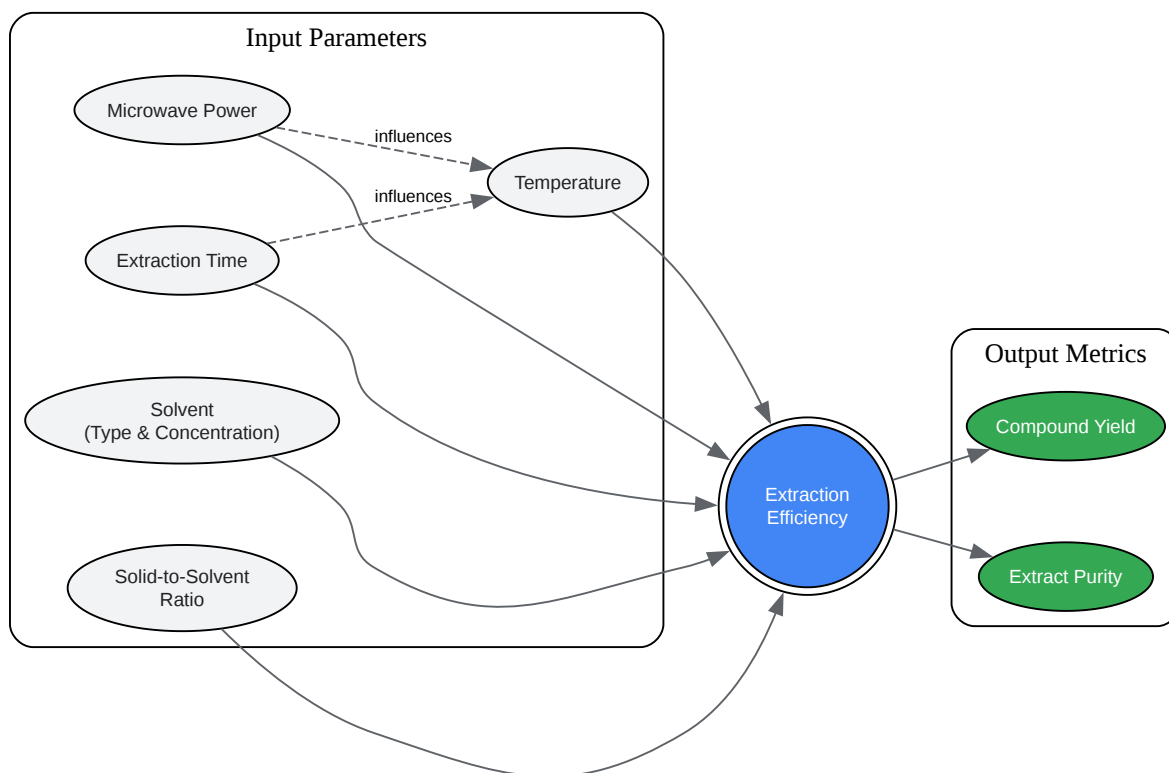 Input Parameters
Microwave Power
influences
Temperature
influences
Extraction Time
Solvent
(Type & Concentration)
Solid-to-Solvent
Ratio
Extraction
Efficiency
Output Metrics
Compound Yield
Extract Purity